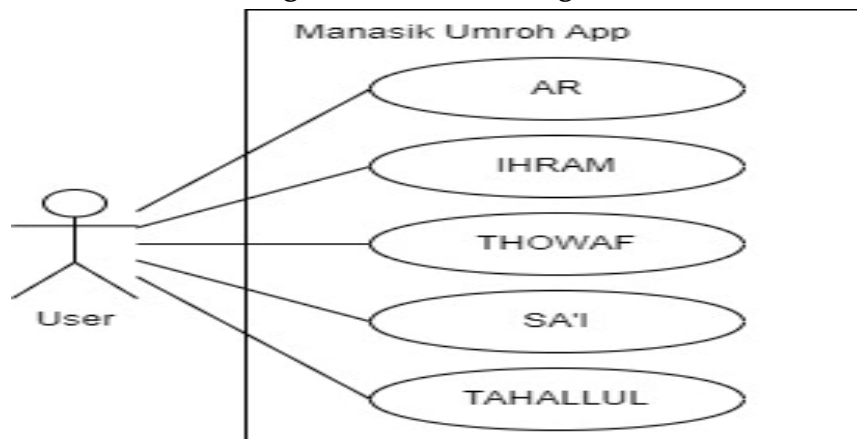 Manasik Umroh App
AR
IHRAM
THOWAF
SA'I
TAHALLUL
User